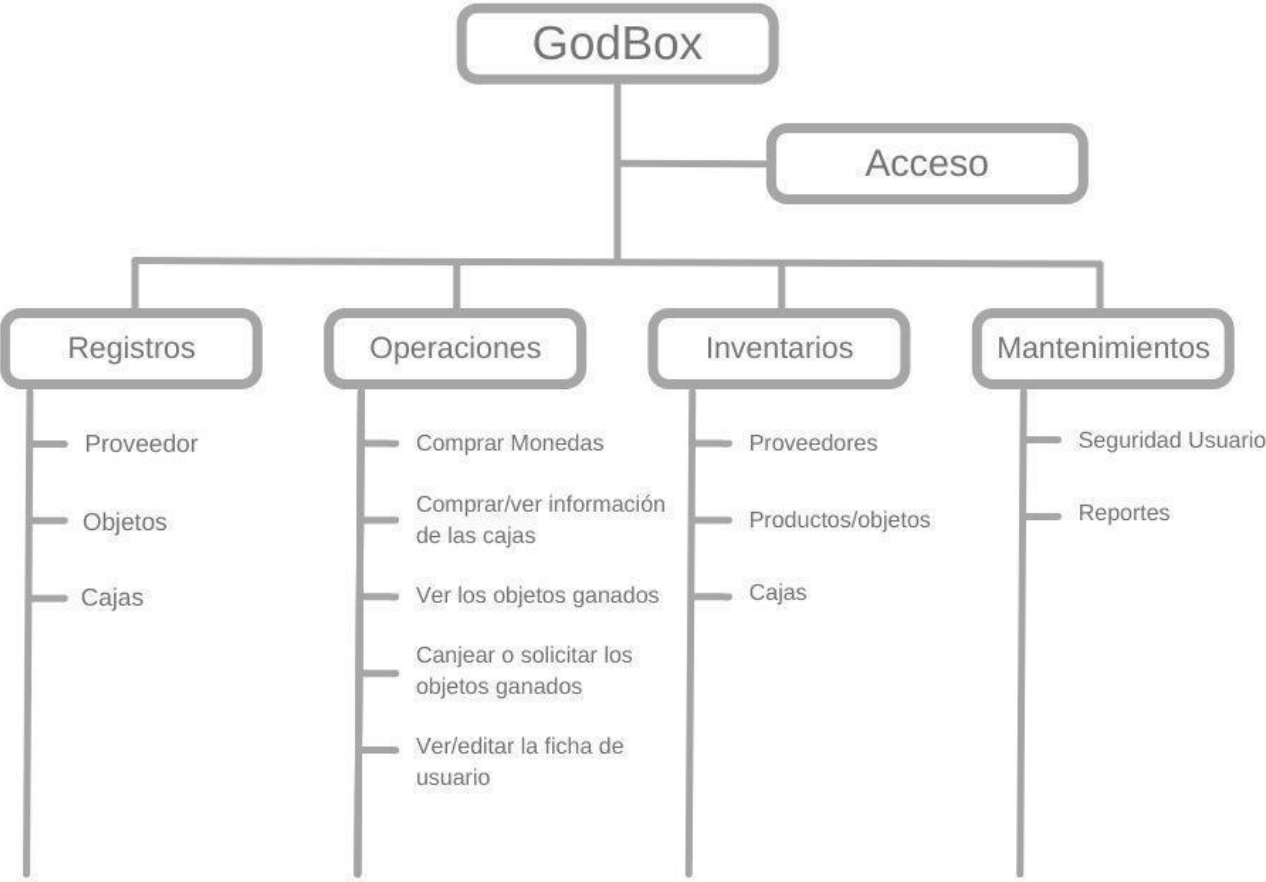 GodBox
Acceso
Registros
Proveedor
Objetos
Cajas
Operaciones
Comprar Monedas
Comprar/ver información
de las cajas
Ver los objetos ganados
Canjear o solicitar los
objetos ganados
Ver/editar la ficha de
usuario
Inventarios
Proveedores
Productos/objetos
Cajas
Mantenimientos
Seguridad Usuario
Reportes